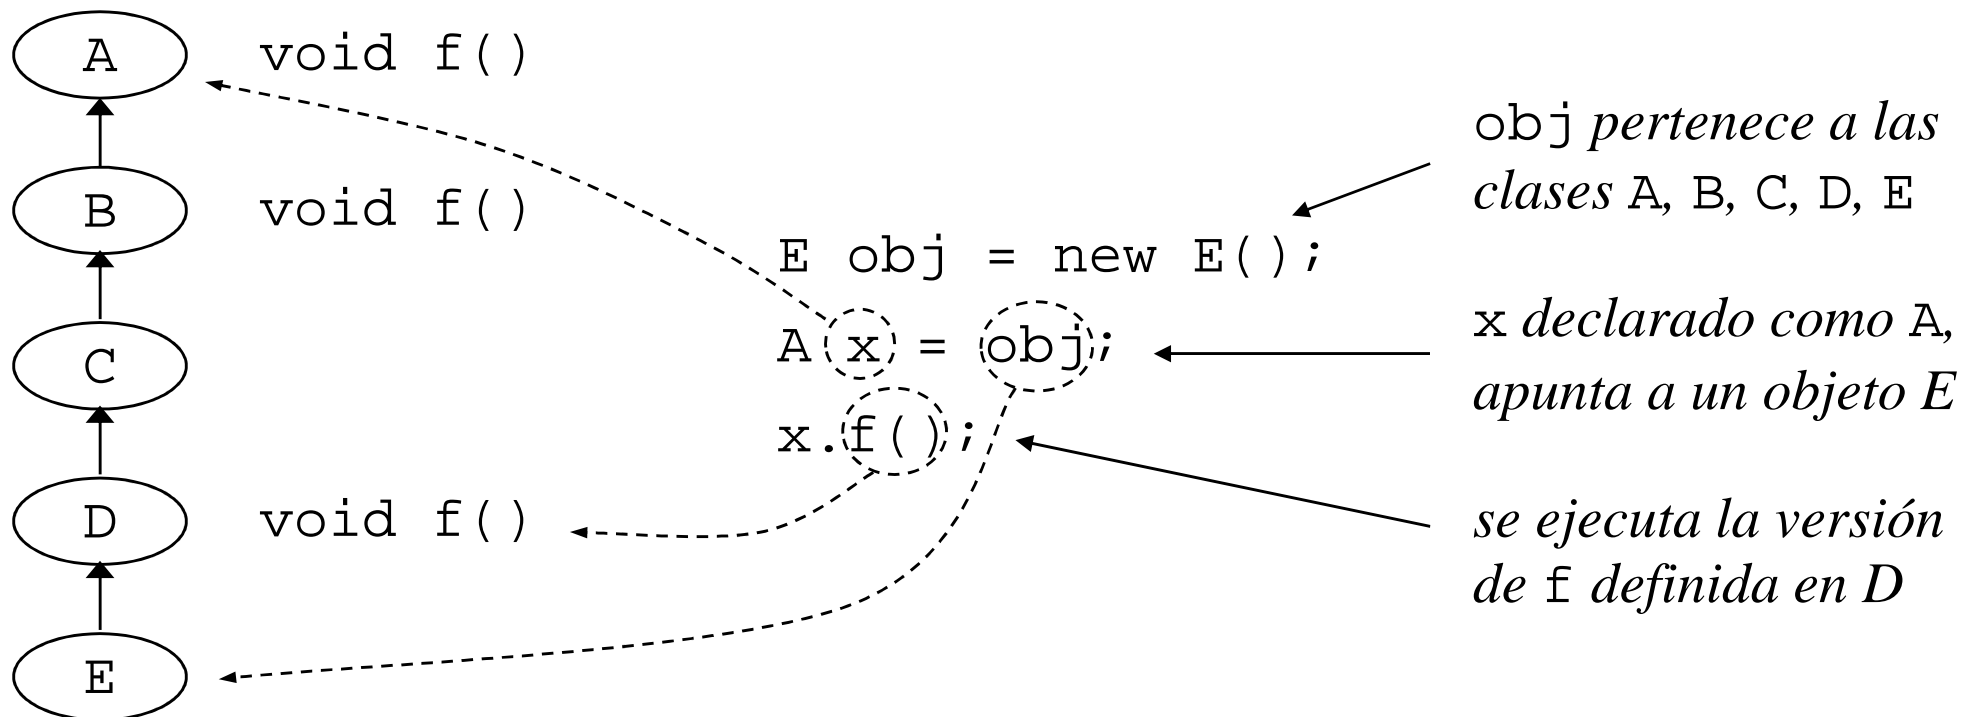 A void f()
B void f()
C
D void f()
E
E obj = new E();
A x = obj;
x.f();
obj pertenece a las
clases A, B, C, D, E
x declarado como A,
apunta a un objeto E
se ejecuta la versión
de f definida en D